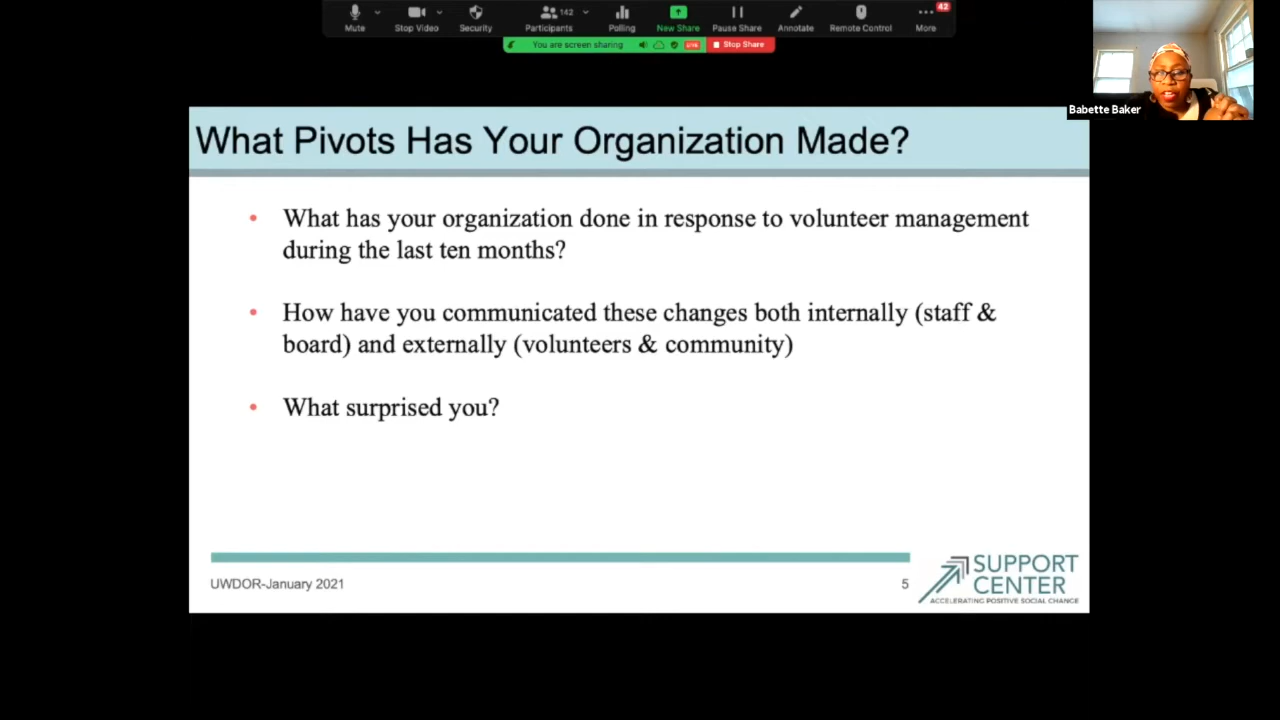 Mute
Stop Video
Security
142
Participants
Polling
New Share
Pause Share
Annotate
Remote Control
42
More
You are screen sharing
LIVE
Stop Share
Babette Baker
What Pivots Has Your Organization Made?
• What has your organization done in response to volunteer management
during the last ten months?
• How have you communicated these changes both internally (staff &
board) and externally (volunteers & community)
• What surprised you?
UWDOR-January 2021
5
SUPPORT
CENTER
ACCELERATING POSITIVE SOCIAL CHANGE